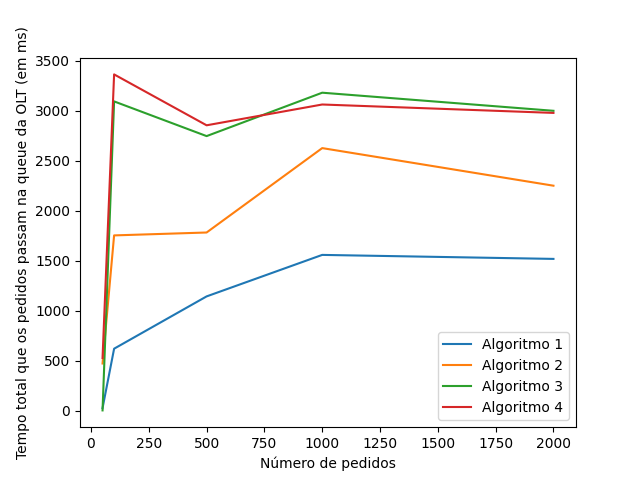 Tempo total que os pedidos passam na queue da OLT (em ms)
3500
3000
2500
2000
1500
1000
500
0
0 250 500 750 1000 1250 1500 1750 2000
Número de pedidos
Algoritmo 1
Algoritmo 2
Algoritmo 3
Algoritmo 4